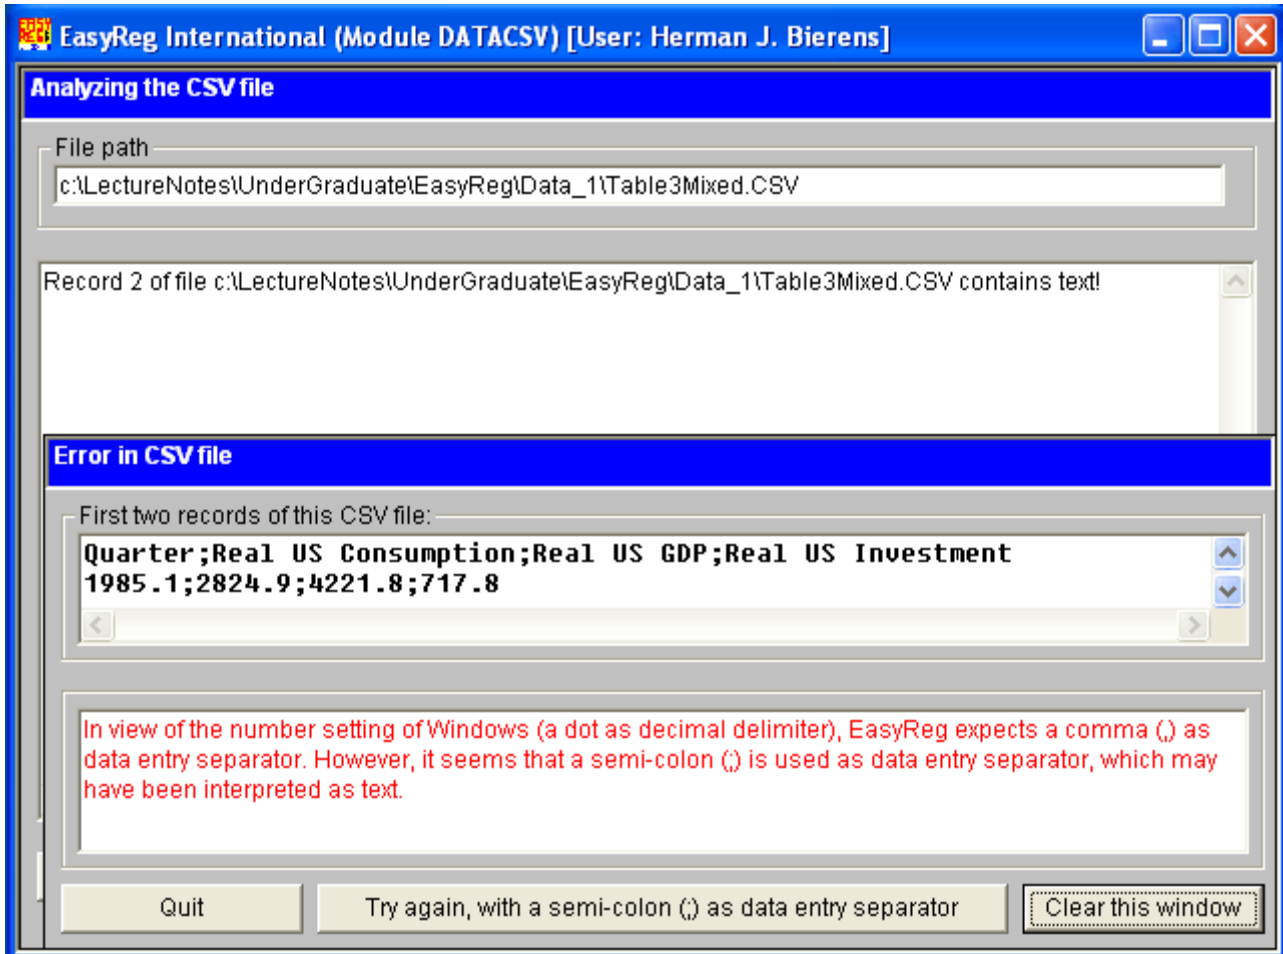 EasyReg International (Module DATACSV) [User: Herman J. Bierens]
Analyzing the CSV file
File path
c:\LectureNotes\UnderGraduate\EasyReg\Data_1\Table3Mixed.CSV
Record 2 of file c:\LectureNotes\UnderGraduate\EasyReg\Data_1\Table3Mixed.CSV contains text!
Error in CSV file
First two records of this CSV file:
Quarter;Real US Consumption;Real US GDP;Real US Investment
1985.1;2824.9;4221.8;717.8
In view of the number setting of Windows (a dot as decimal delimiter), EasyReg expects a comma (,) as
data entry separator. However, it seems that a semi-colon (;) is used as data entry separator, which may
have been interpreted as text.
Quit
Try again, with a semi-colon (;) as data entry separator
Clear this window